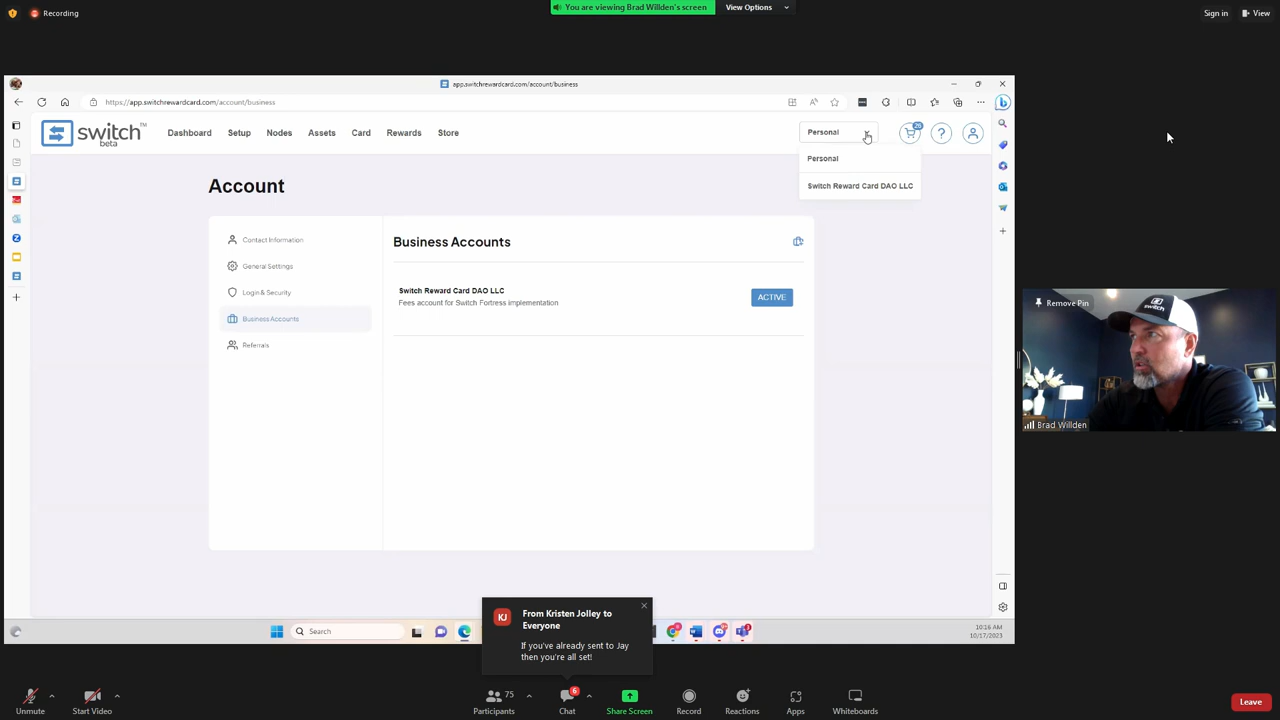 Recording
You are viewing Brad Willden's screen
View Options
Sign in
View
app.switchrewardcard.com/account/business
https://app.switchrewardcard.com/account/business
switch™
beta
Dashboard
Setup
Nodes
Assets
Card
Rewards
Store
Personal
26
?
Personal
Switch Reward Card DAO LLC
Account
Contact Information
General Settings
Login & Security
Business Accounts
Referrals
Business Accounts
Switch Reward Card DAO LLC
Fees account for Switch Fortress implementation
ACTIVE
Remove Pin
switch
Brad Willden
KJ
From Kristen Jolley to
Everyone
If you've already sent to Jay
then you're all set!
Search
10:16 AM
10/17/2023
Unmute
Start Video
75
Participants
6
Chat
Share Screen
Record
Reactions
Apps
Whiteboards
Leave